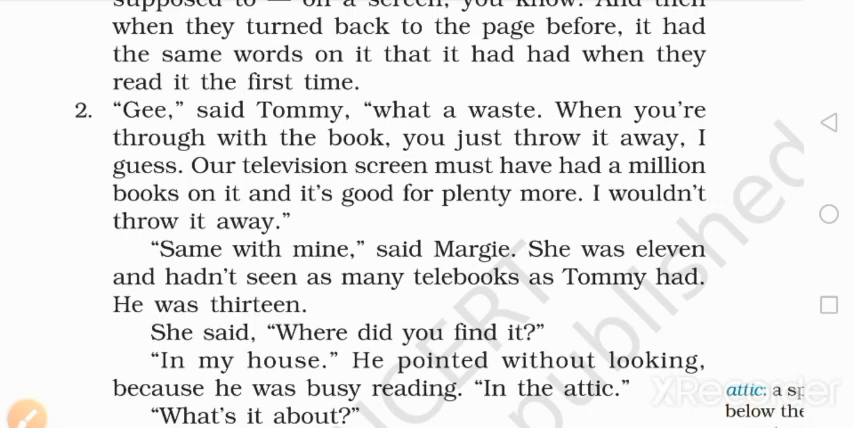 supposed to — on a screen, you know. And then
when they turned back to the page before, it had
the same words on it that it had had when they
read it the first time.
2. “Gee,” said Tommy, “what a waste. When you’re
through with the book, you just throw it away, I
guess. Our television screen must have had a million
books on it and it’s good for plenty more. I wouldn’t
throw it away.”
“Same with mine,” said Margie. She was eleven
and hadn’t seen as many telebooks as Tommy had.
He was thirteen.
She said, “Where did you find it?”
“In my house.” He pointed without looking,
because he was busy reading. “In the attic.”
“What’s it about?”
attic: a
below the
NCERT
published
XRecorder